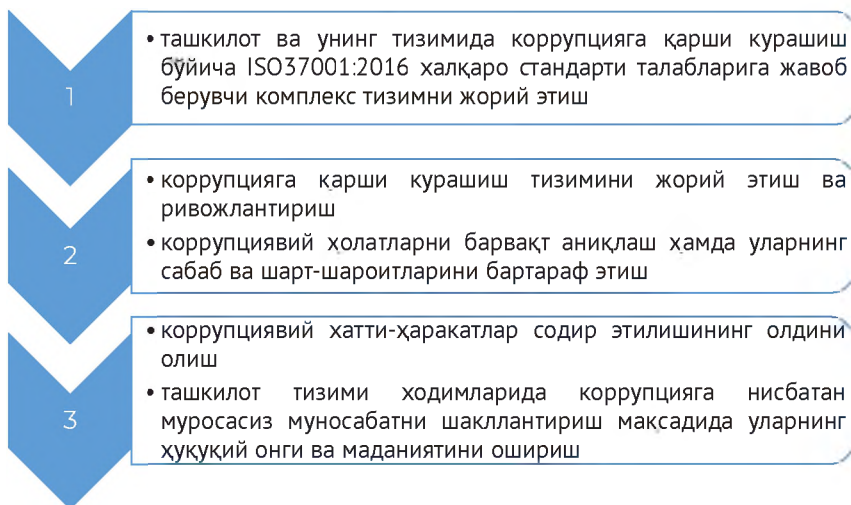 1
• ташкилот ва унинг тизимида коррупцияга қарши курашиш
бўйича ISO37001:2016 халқаро стандарти талабларига жавоб
берувчи комплекс тизимни жорий этиш
2
• коррупцияга қарши курашиш тизимини жорий этиш ва
ривожлантириш
• коррупциявий ҳолатларни барвақт аниқлаш ҳамда уларнинг
сабаб ва шарт-шароитларини бартараф этиш
3
• коррупциявий хатти-ҳаракатлар содир этилишининг олдини
олиш
• ташкилот тизими ходимларида коррупцияга нисбатан
муросасиз муносабатни шакллантириш мақсадида уларнинг
ҳуқуқий онги ва маданиятини ошириш